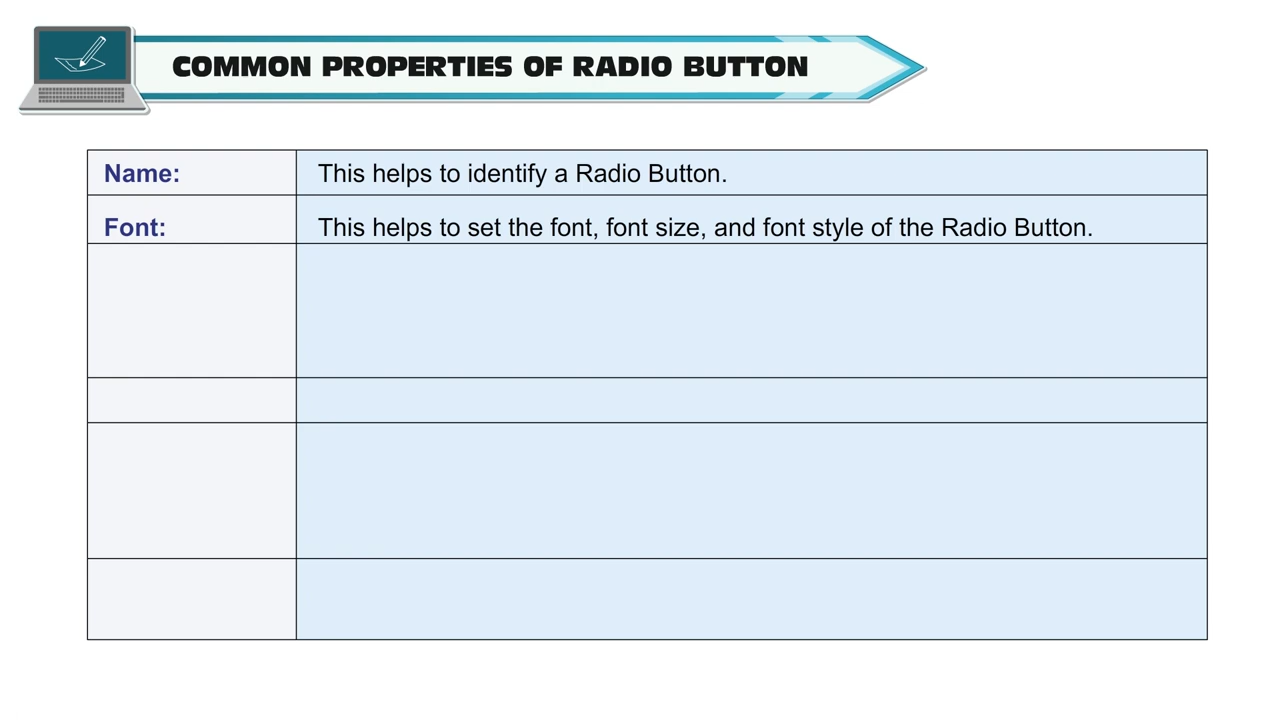 COMMON PROPERTIES OF RADIO BUTTON
Name: This helps to identify a Radio Button.
Font: This helps to set the font, font size, and font style of the Radio Button.